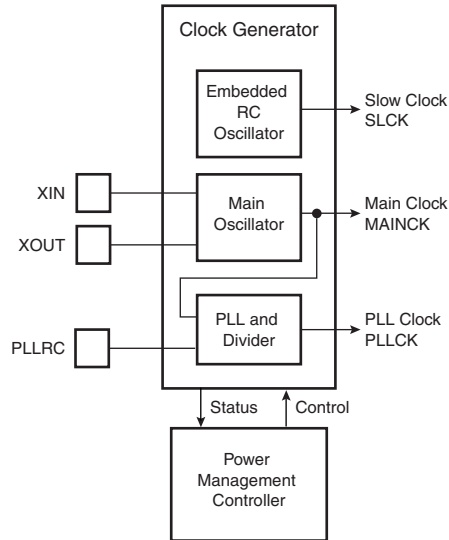 Clock Generator
Embedded
RC
Oscillator
Slow Clock
SLCK
XIN
Main
Oscillator
Main Clock
MAINCK
XOUT
PLL and
Divider
PLL Clock
PLLCK
PLLRC
Status
Control
Power
Management
Controller